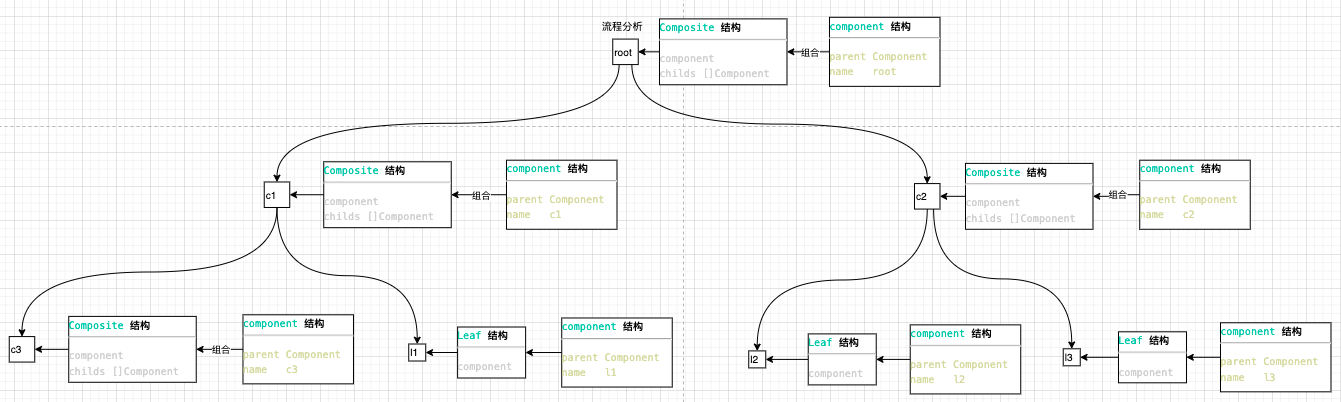 流程分析
root
Composite 结构
component
childs []Component
组合
component 结构
parent Component
name root
c1
Composite 结构
component
childs []Component
组合
component 结构
parent Component
name c1
c2
Composite 结构
component
childs []Component
组合
component 结构
parent Component
name c2
c3
Composite 结构
component
childs []Component
组合
component 结构
parent Component
name c3
l1
Leaf 结构
component
component 结构
parent Component
name l1
l2
Leaf 结构
component
component 结构
parent Component
name l2
l3
Leaf 结构
component
component 结构
parent Component
name l3